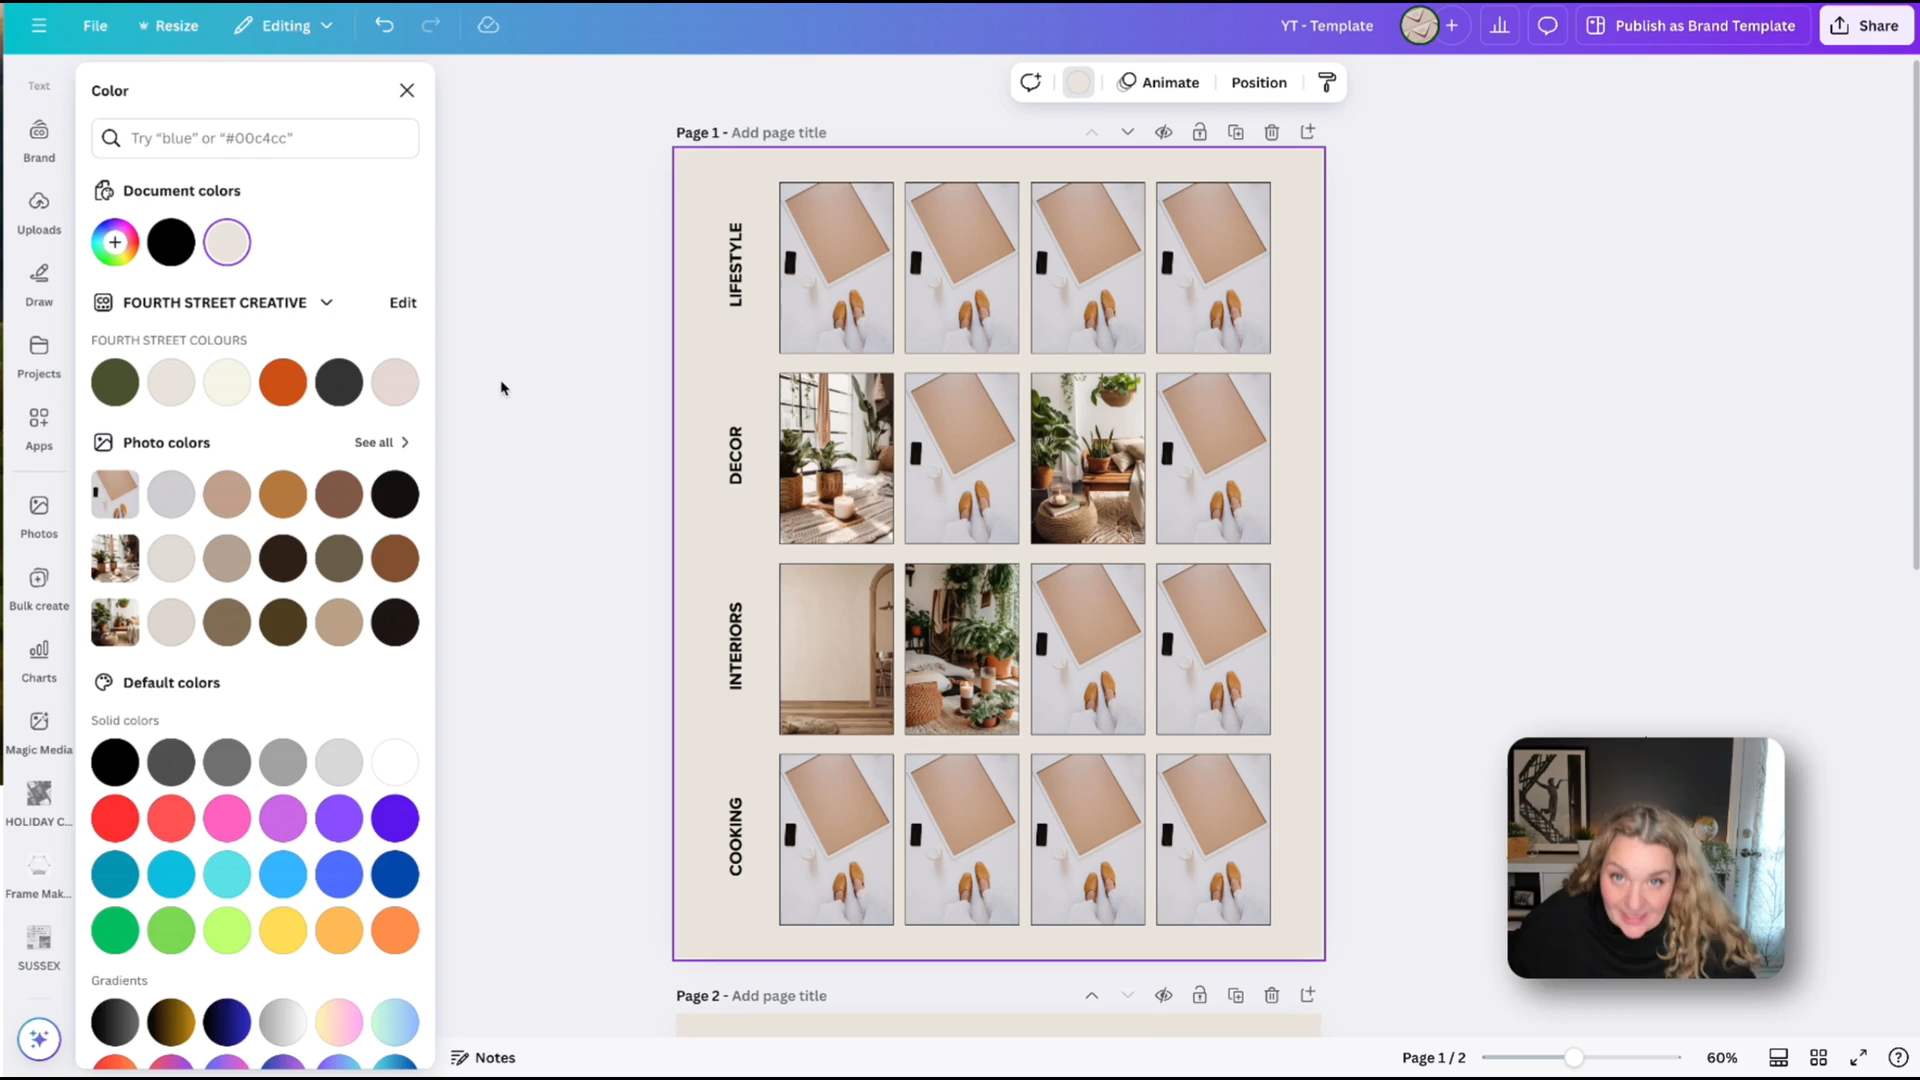 File
Resize
Editing
YT - Template
Publish as Brand Template
Share
Text
Brand
Uploads
Draw
Projects
Apps
Photos
Bulk create
Charts
Magic Media
HOLIDAY C...
Frame Mak...
SUSSEX
Color
Try "blue" or "#00c4cc"
Document colors
FOURTH STREET CREATIVE
Edit
FOURTH STREET COLOURS
Photo colors
See all
Default colors
Solid colors
Gradients
Animate
Position
Page 1 - Add page title
LIFESTYLE
DECOR
INTERIORS
COOKING
Page 2 - Add page title
Notes
Page 1 / 2
60%